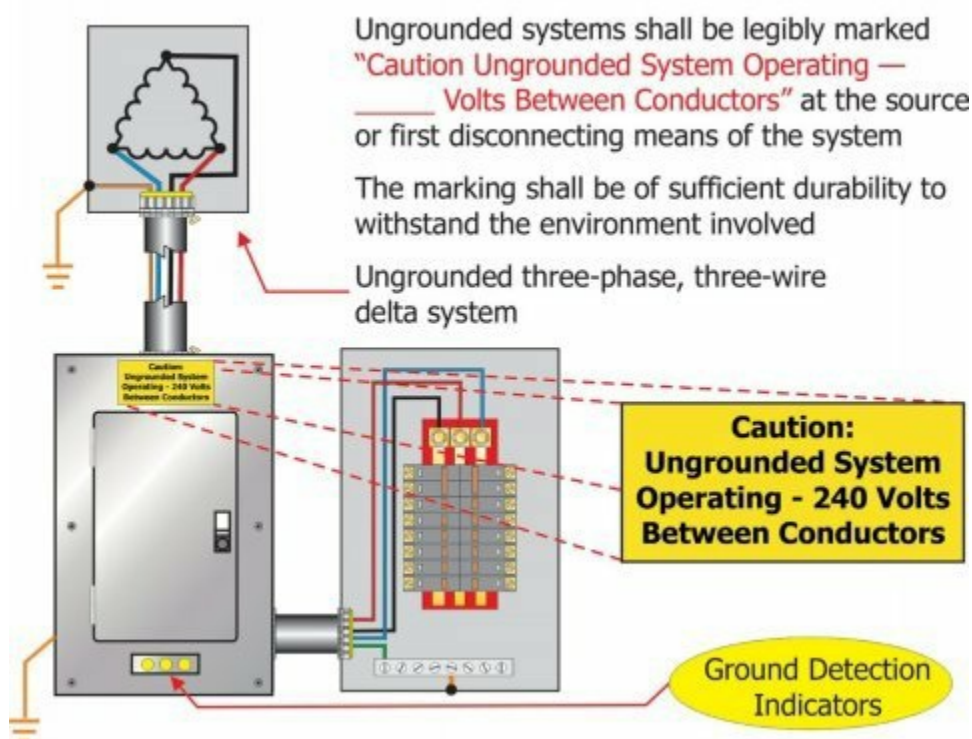 Ungrounded systems shall be legibly marked
“Caution Ungrounded System Operating —
______ Volts Between Conductors” at the source
or first disconnecting means of the system
The marking shall be of sufficient durability to
withstand the environment involved
Ungrounded three-phase, three-wire
delta system
Caution:
Ungrounded System
Operating - 240 Volts
Between Conductors
Caution:
Ungrounded System
Operating - 240 Volts
Between Conductors
Ground Detection
Indicators